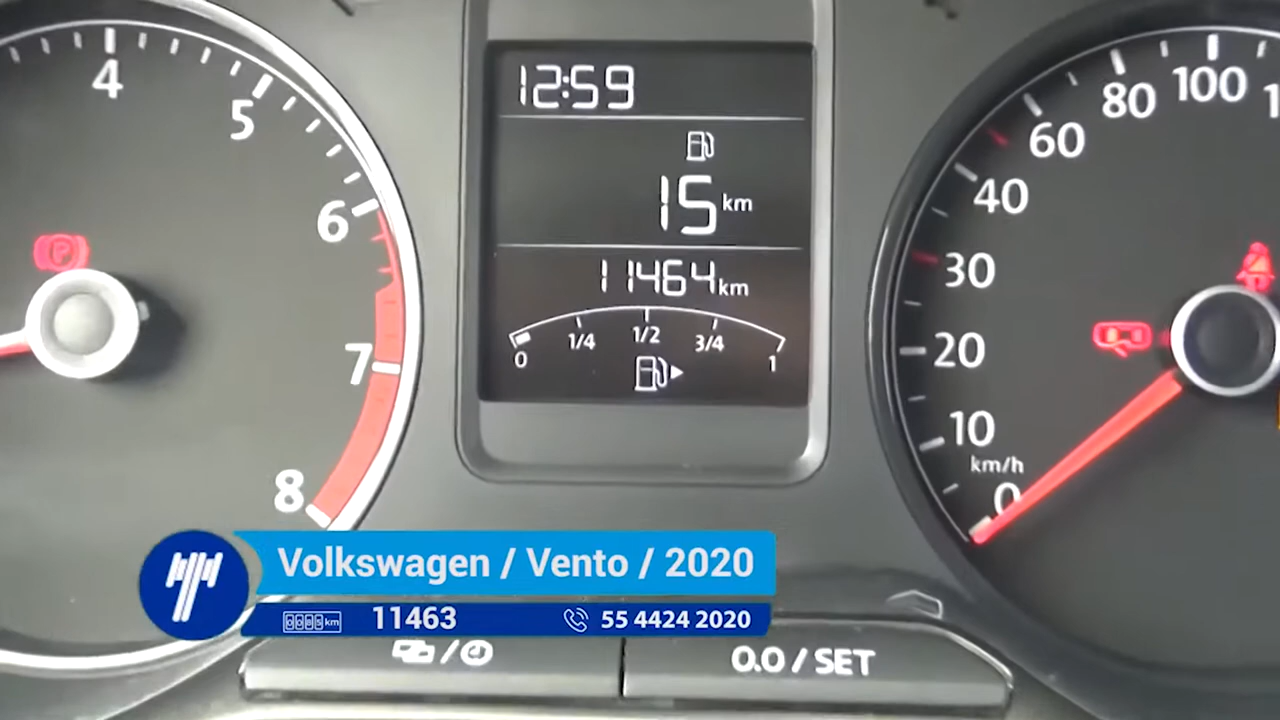 4
5
6
7
8
P
12:59
15 km
11464 km
0 1/4 1/2 3/4 1
100
80
60
40
30
20
10
km/h
0
Volkswagen / Vento / 2020
km 11463 55 4424 2020
0.0 / SET